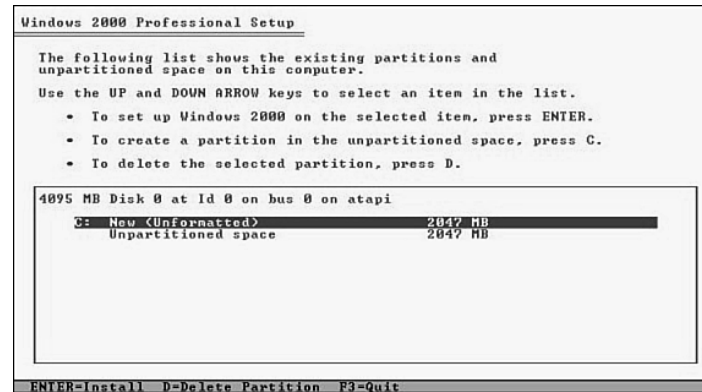 Windows 2000 Professional Setup
The following list shows the existing partitions and
unpartitioned space on this computer.
Use the UP and DOWN ARROW keys to select an item in the list.
• To set up Windows 2000 on the selected item, press ENTER.
• To create a partition in the unpartitioned space, press C.
• To delete the selected partition, press D.
4095 MB Disk 0 at Id 0 on bus 0 on atapi
C: New (Unformatted) 2047 MB
Unpartitioned space 2047 MB
ENTER=Install D=Delete Partition F3=Quit